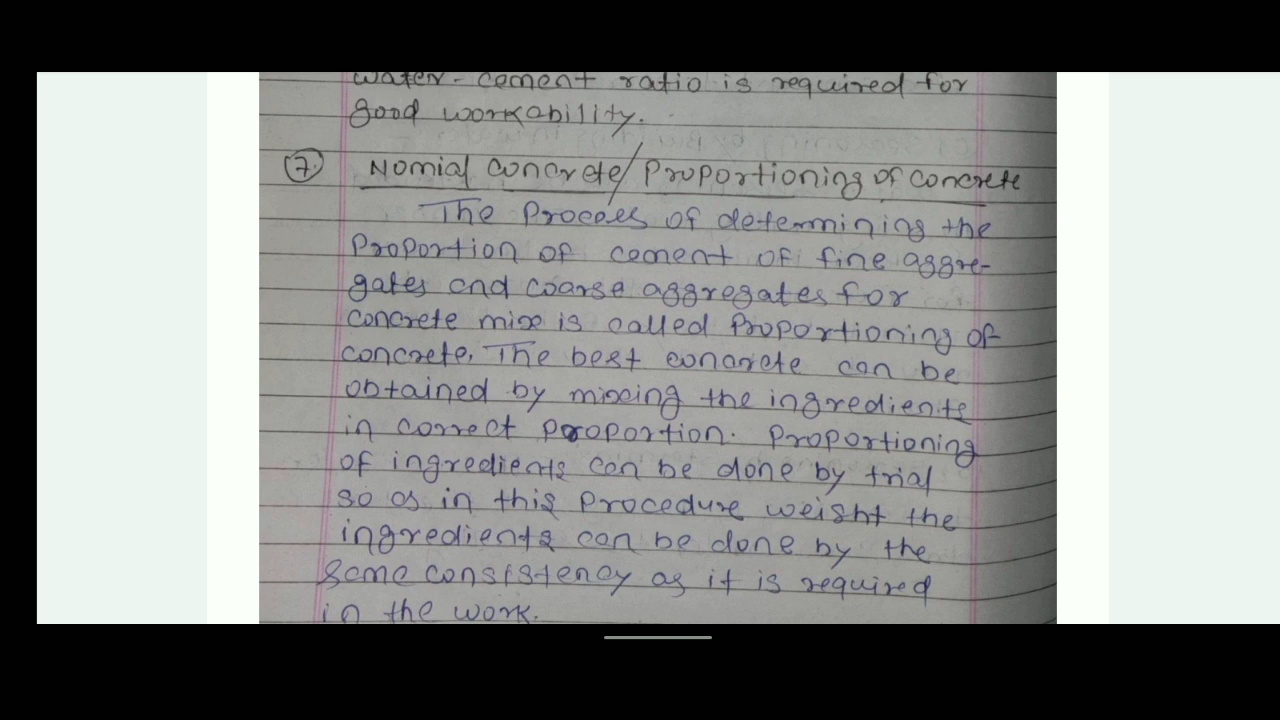 water-cement ratio is required for
good workability.
7. Nomial concrete/Proportioning of concrete
The Process of determining the
Proportion of cement of fine aggre-
gates and coarse aggregates for
concrete mix is called Proportioning of
concrete. The best concrete can be
obtained by mixing the ingredients
in correct proportion. Proportioning
of ingredients can be done by trial
so as in this Procedure weight the
ingredients can be done by the
same consistency as it is required
in the work.